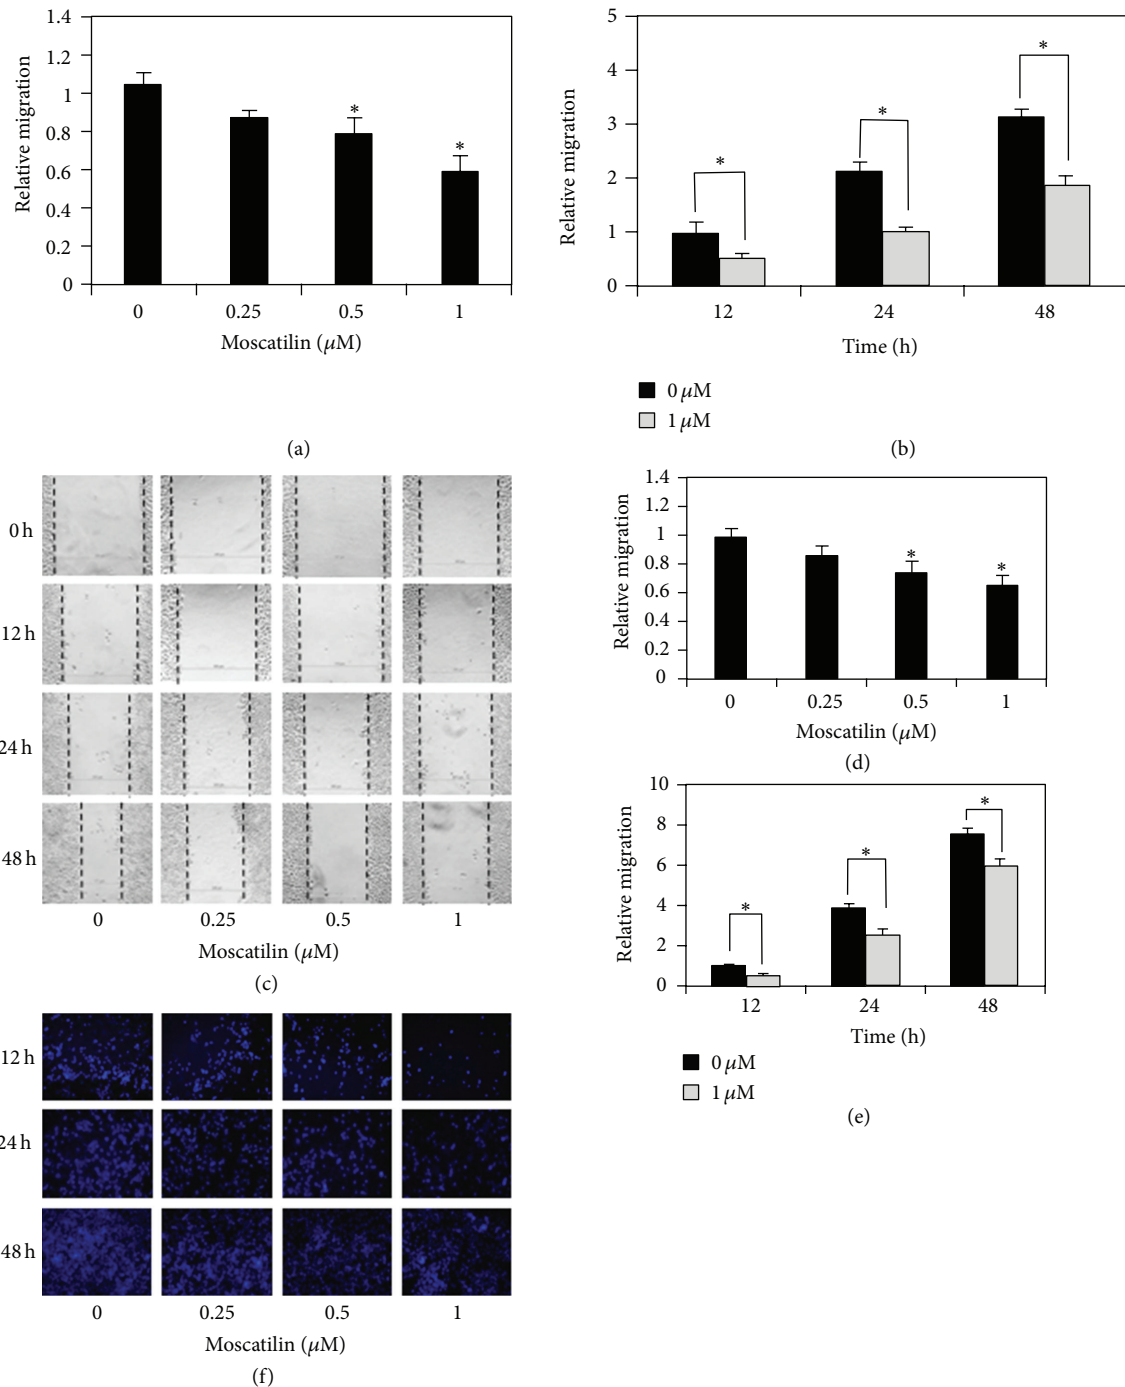 1.4
1.2
1
0.8
0.6
0.4
0.2
0
Relative migration
*
*
0 0.25 0.5 1
Moscatilin (μM)
(a)
5
4
3
2
1
0
Relative migration
*
*
*
12 24 48
Time (h)
0 μM
1 μM
(b)
0 h
12 h
24 h
48 h
0 0.25 0.5 1
Moscatilin (μM)
(c)
1.4
1.2
1
0.8
0.6
0.4
0.2
0
Relative migration
*
*
0 0.25 0.5 1
Moscatilin (μM)
(d)
10
8
6
4
2
0
Relative migration
*
*
*
12 24 48
Time (h)
0 μM
1 μM
(e)
12 h
24 h
48 h
0 0.25 0.5 1
Moscatilin (μM)
(f)